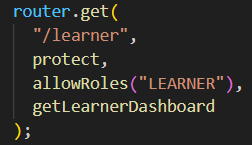 router.get(
  "/learner",
  protect,
  allowRoles("LEARNER"),
  getLearnerDashboard
);